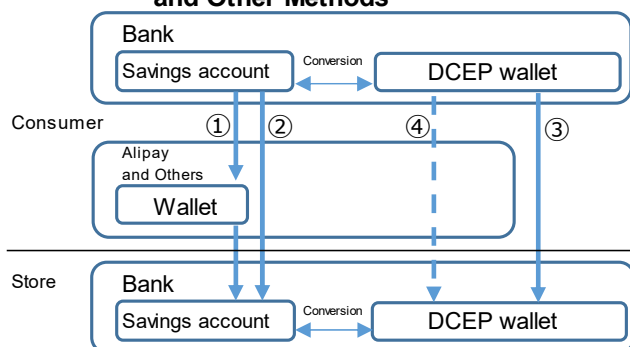 and Other Methods
Bank
Savings account
Conversion
DCEP wallet
Consumer
① ② ④ ③
Alipay
and Others
Wallet
Store
Bank
Savings account
Conversion
DCEP wallet